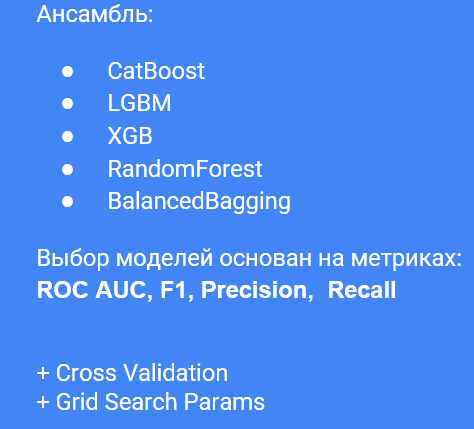 Ансамбль:
● CatBoost
● LGBM
● XGB
● RandomForest
● BalancedBagging
Выбор моделей основан на метриках:
ROC AUC, F1, Precision, Recall
+ Cross Validation
+ Grid Search Params